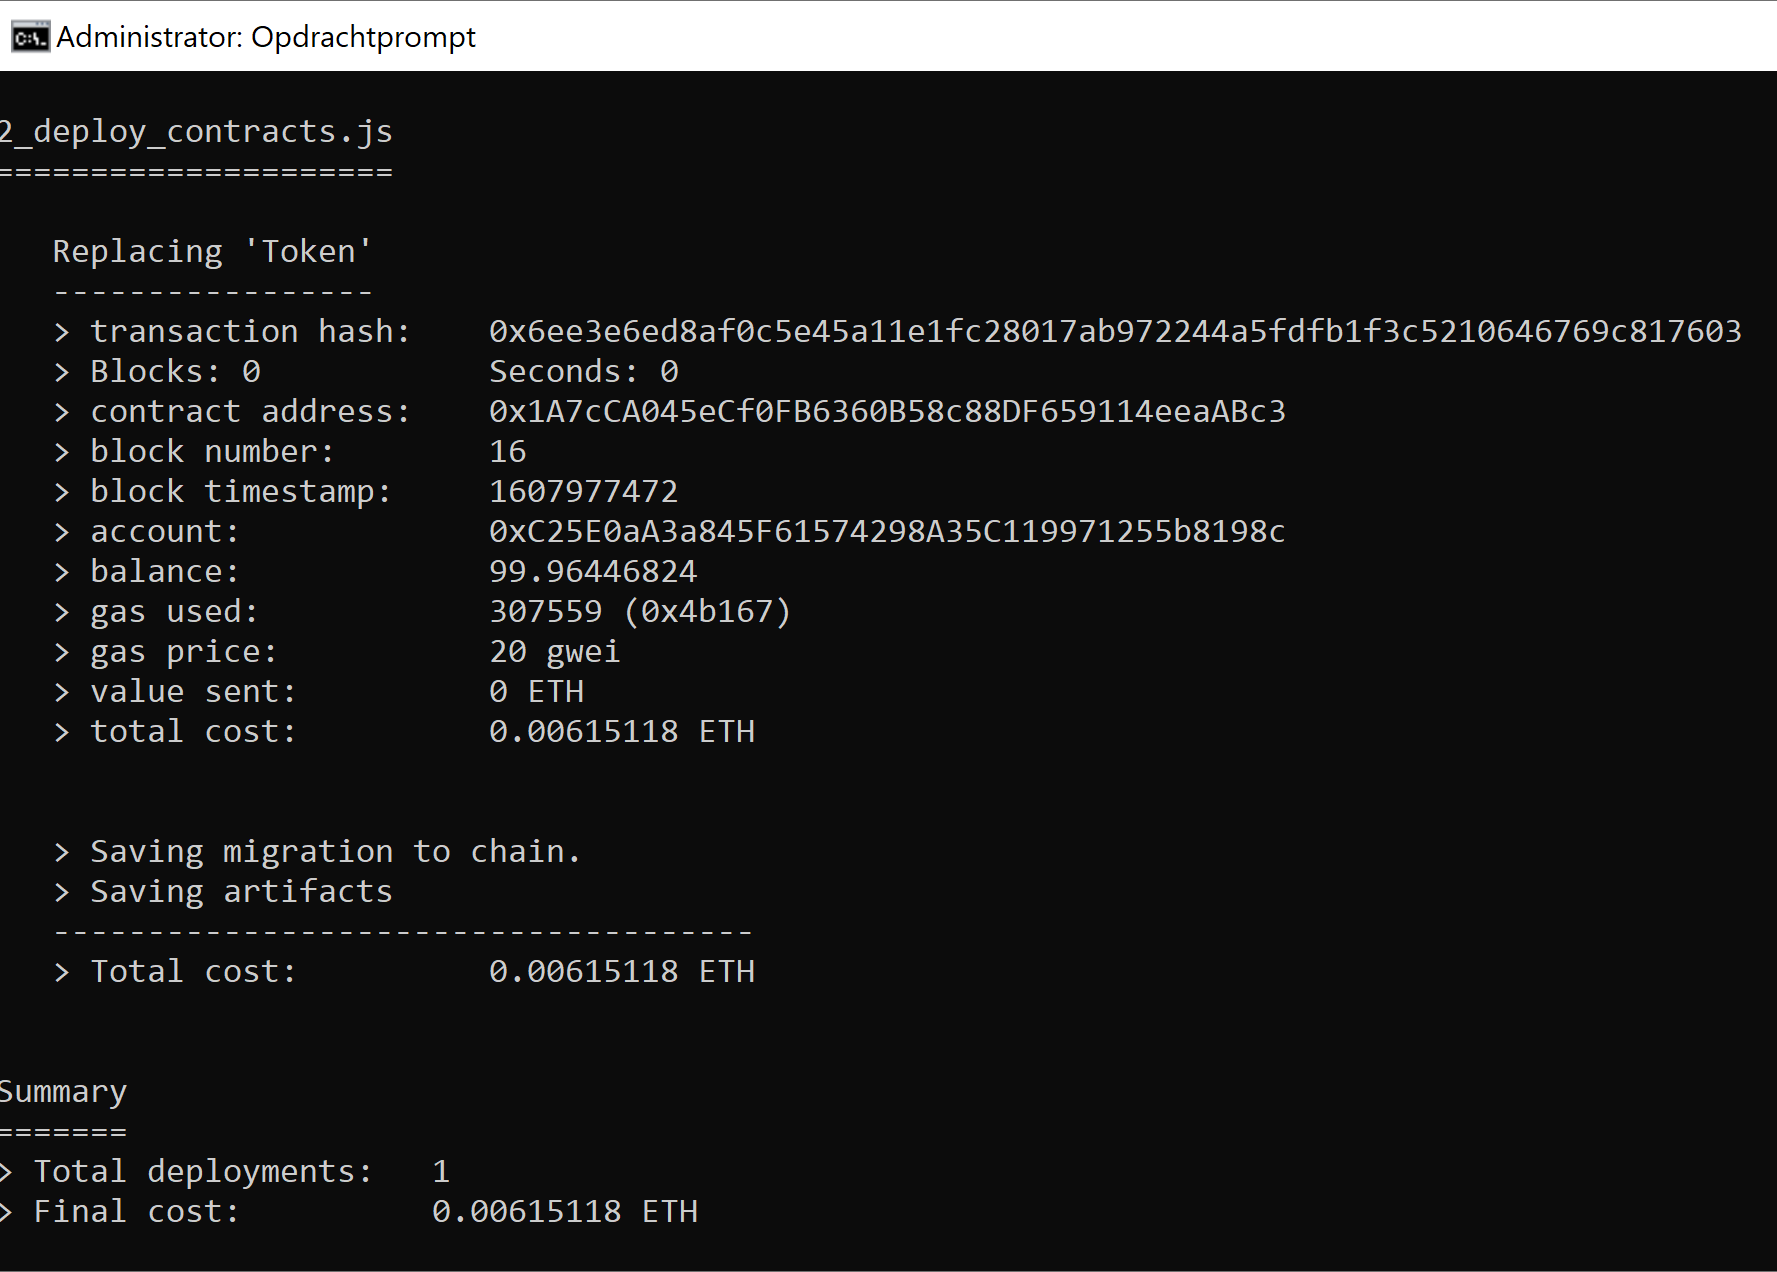 Administrator: Opdrachtprompt
2_deploy_contracts.js
=====================
Replacing 'Token'
-----------------
> transaction hash:    0x6ee3e6ed8af0c5e45a11e1fc28017ab972244a5fdfb1f3c5210646769c817603
> Blocks: 0            Seconds: 0
> contract address:    0x1A7cCA045eCf0FB6360B58c88DF659114eeaABc3
> block number:        16
> block timestamp:     1607977472
> account:             0xC25E0aA3a845F61574298A35C119971255b8198c
> balance:             99.96446824
> gas used:            307559 (0x4b167)
> gas price:           20 gwei
> value sent:          0 ETH
> total cost:          0.00615118 ETH
> Saving migration to chain.
> Saving artifacts
-------------------------------------
> Total cost:          0.00615118 ETH
Summary
=======
> Total deployments:   1
> Final cost:          0.00615118 ETH